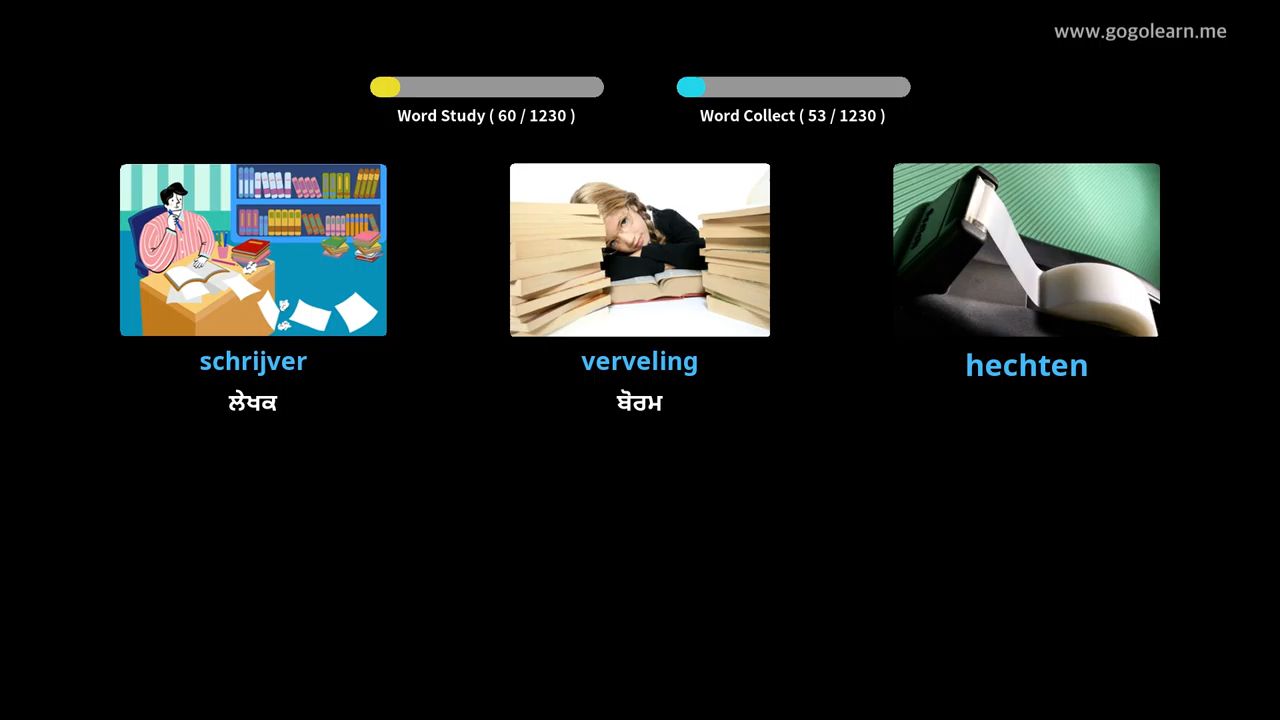 www.gogolearn.me
Word Study ( 60 / 1230 )
Word Collect ( 53 / 1230 )
schrijver
ਲੇਖਕ
verveling
ਬੋਰਮ
hechten